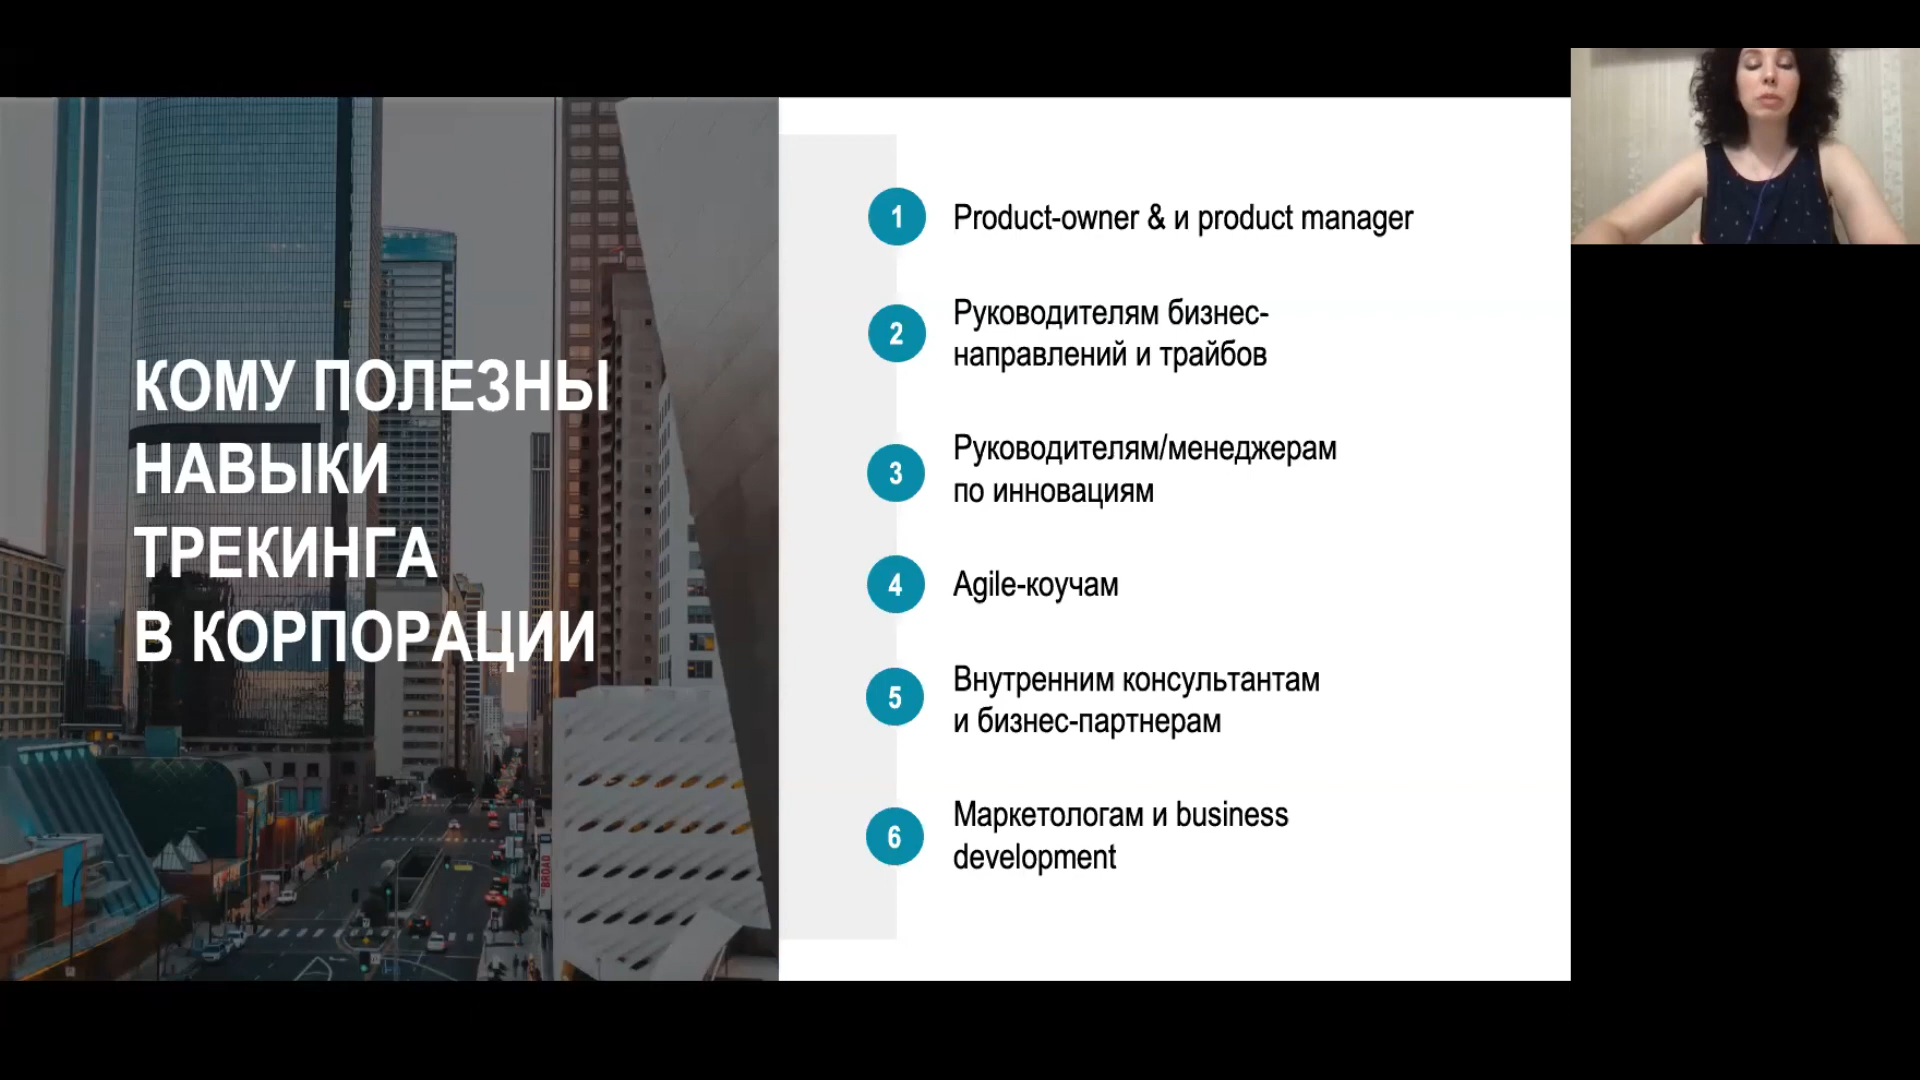 КОМУ ПОЛЕЗНЫ
НАВЫКИ
ТРЕКИНГА
В КОРПОРАЦИИ
1 Product-owner & и product manager
2 Руководителям бизнес-
направлений и трайбов
3 Руководителям/менеджерам
по инновациям
4 Agile-коучам
5 Внутренним консультантам
и бизнес-партнерам
6 Маркетологам и business
development
BROAD